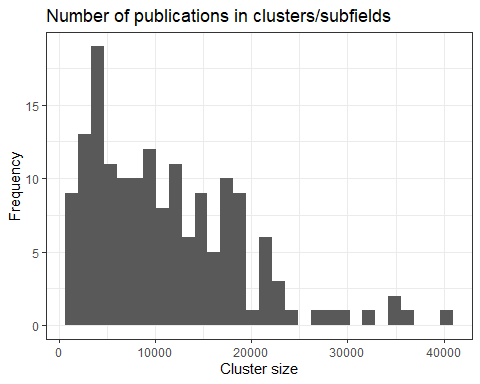 Number of publications in clusters/subfields
15
10
5
0
Frequency
0 10000 20000 30000 40000
Cluster size